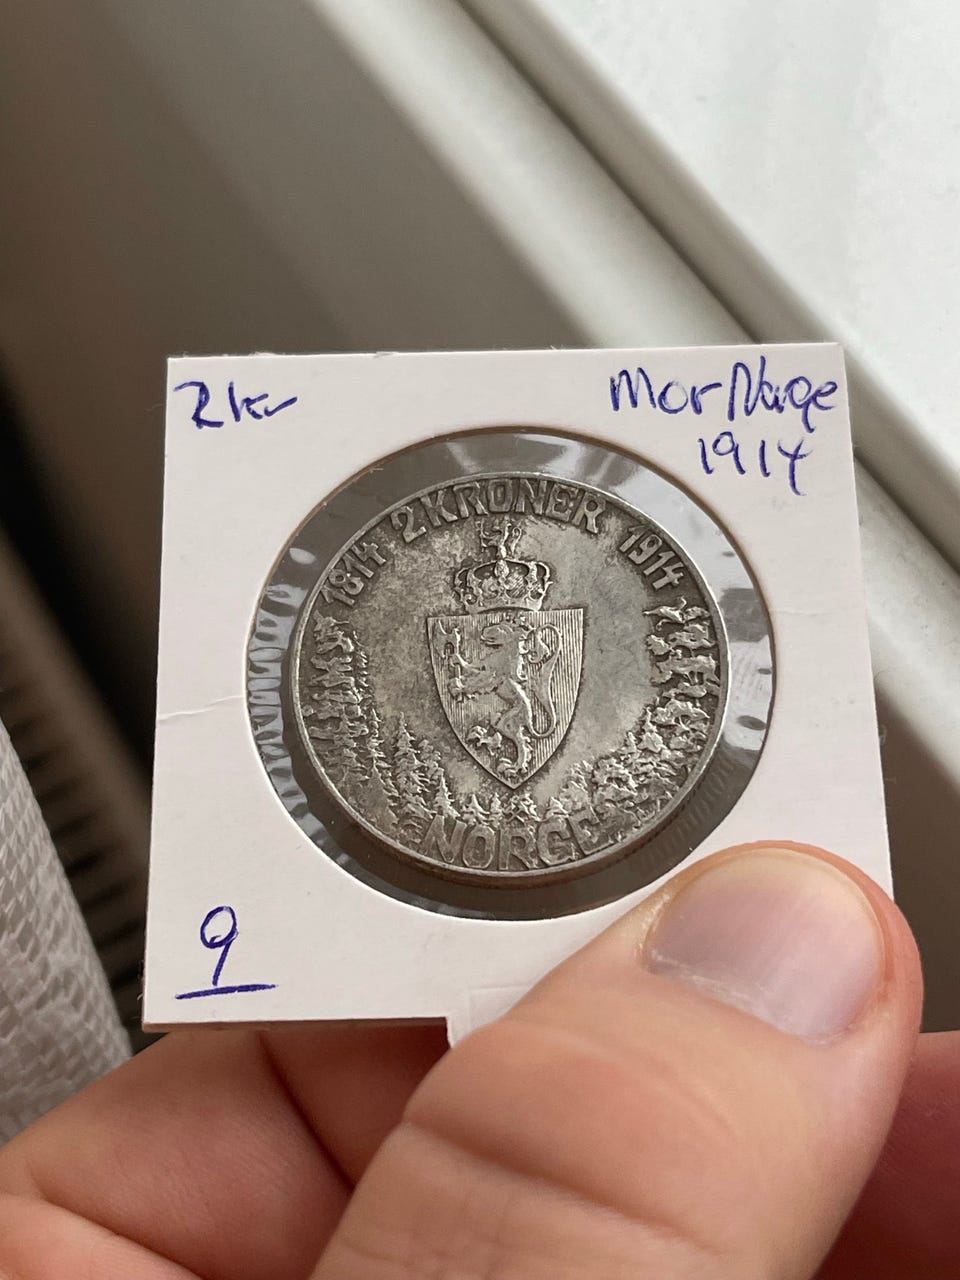 2kr
Mor Norge
1914
1814 2 KRONER 1914
NORGE
9